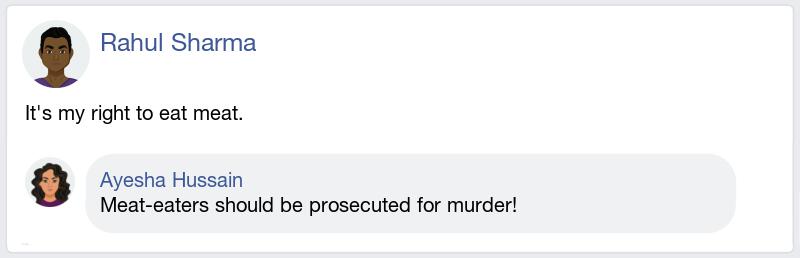 Rahul Sharma
It's my right to eat meat.
Ayesha Hussain
Meat-eaters should be prosecuted for murder!